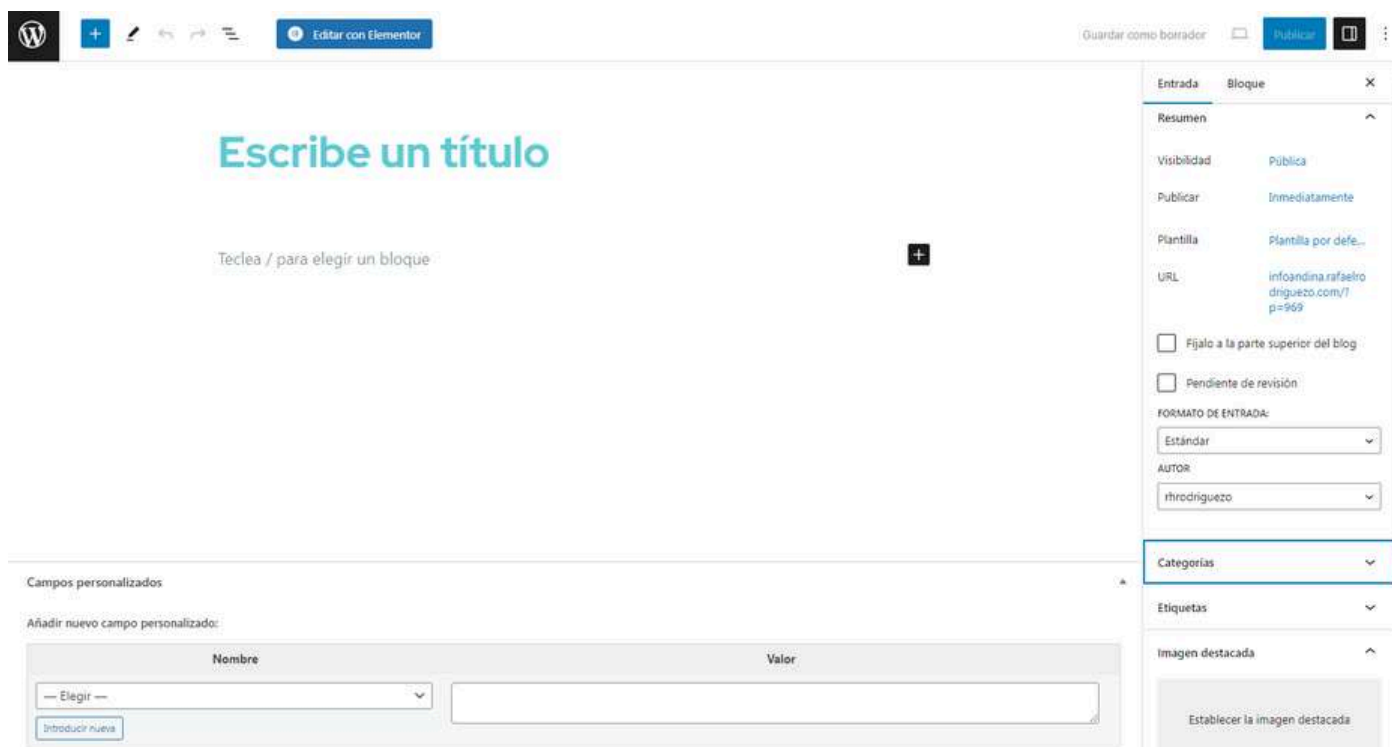 Editar con Elementor
Guardar como borrador
Publicar
Escribe un título
Teclea / para elegir un bloque
Entrada Bloque
Resumen
Visibilidad Pública
Publicar Inmediatamente
Plantilla Plantilla por defe...
URL infoandina.rafaelro
driguezo.com/?
p=969
Fíjalo a la parte superior del blog
Pendiente de revisión
FORMATO DE ENTRADA:
Estándar
AUTOR
rhrodriguezo
Categorías
Etiquetas
Imagen destacada
Establecer la imagen destacada
Campos personalizados
Añadir nuevo campo personalizado:
Nombre Valor
— Elegir —
Introducir nueva